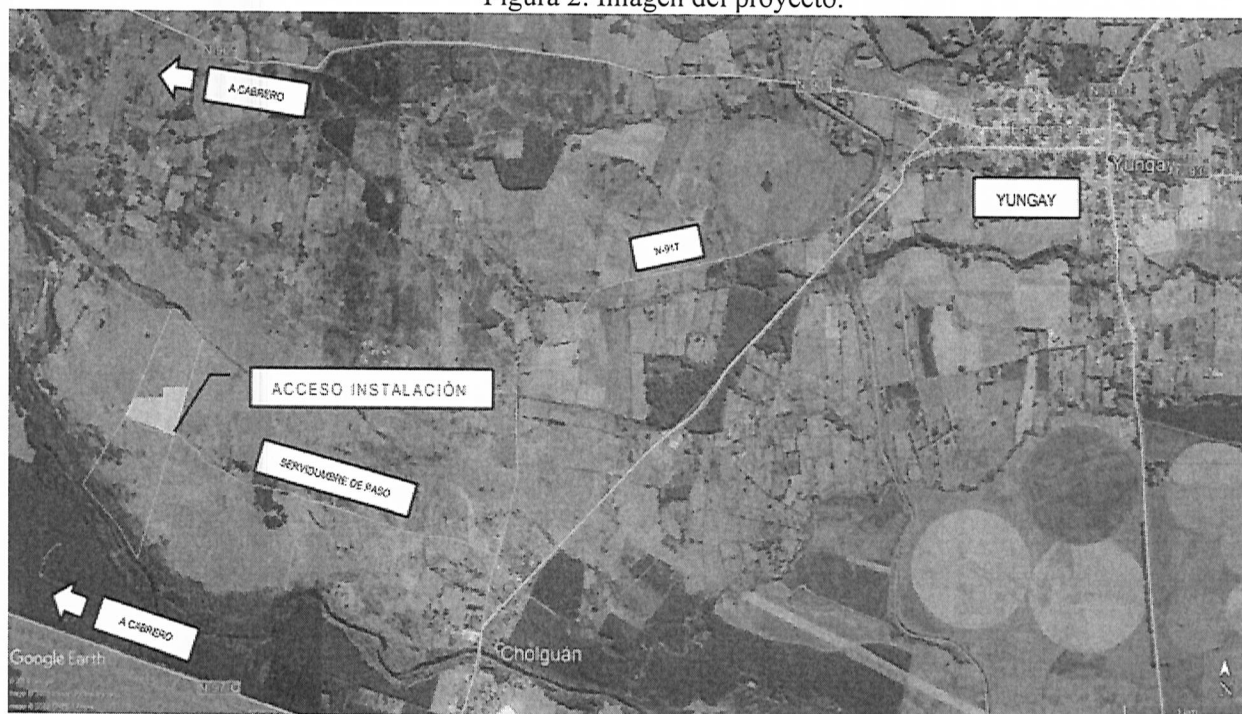 Figura 2: Imagen del proyecto.
A CABRERO
Yungay
YUNGAY
N-917
ACCESO INSTALACIÓN
SERVIDUMBRE DE PASO
A CABRERO
Cholguán
Google Earth
N